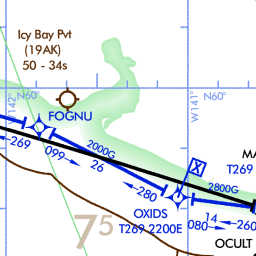 Icy Bay Pvt
(19AK)
50 - 34s
N60°
N60°
W142°
W141°
FOGNU
269
099
2000G
26
280
X
MA
T269
2800G
OXIDS
T269 2200E
14
080
260
75
OCULT